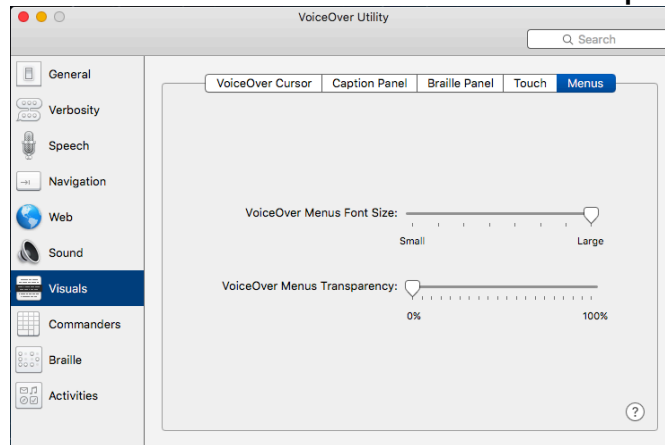 VoiceOver Utility
Search
General
Verbosity
Speech
Navigation
Web
Sound
Visuals
Commanders
Braille
Activities
VoiceOver Cursor Caption Panel Braille Panel Touch Menus
VoiceOver Menus Font Size:
Small Large
VoiceOver Menus Transparency:
0% 100%
?